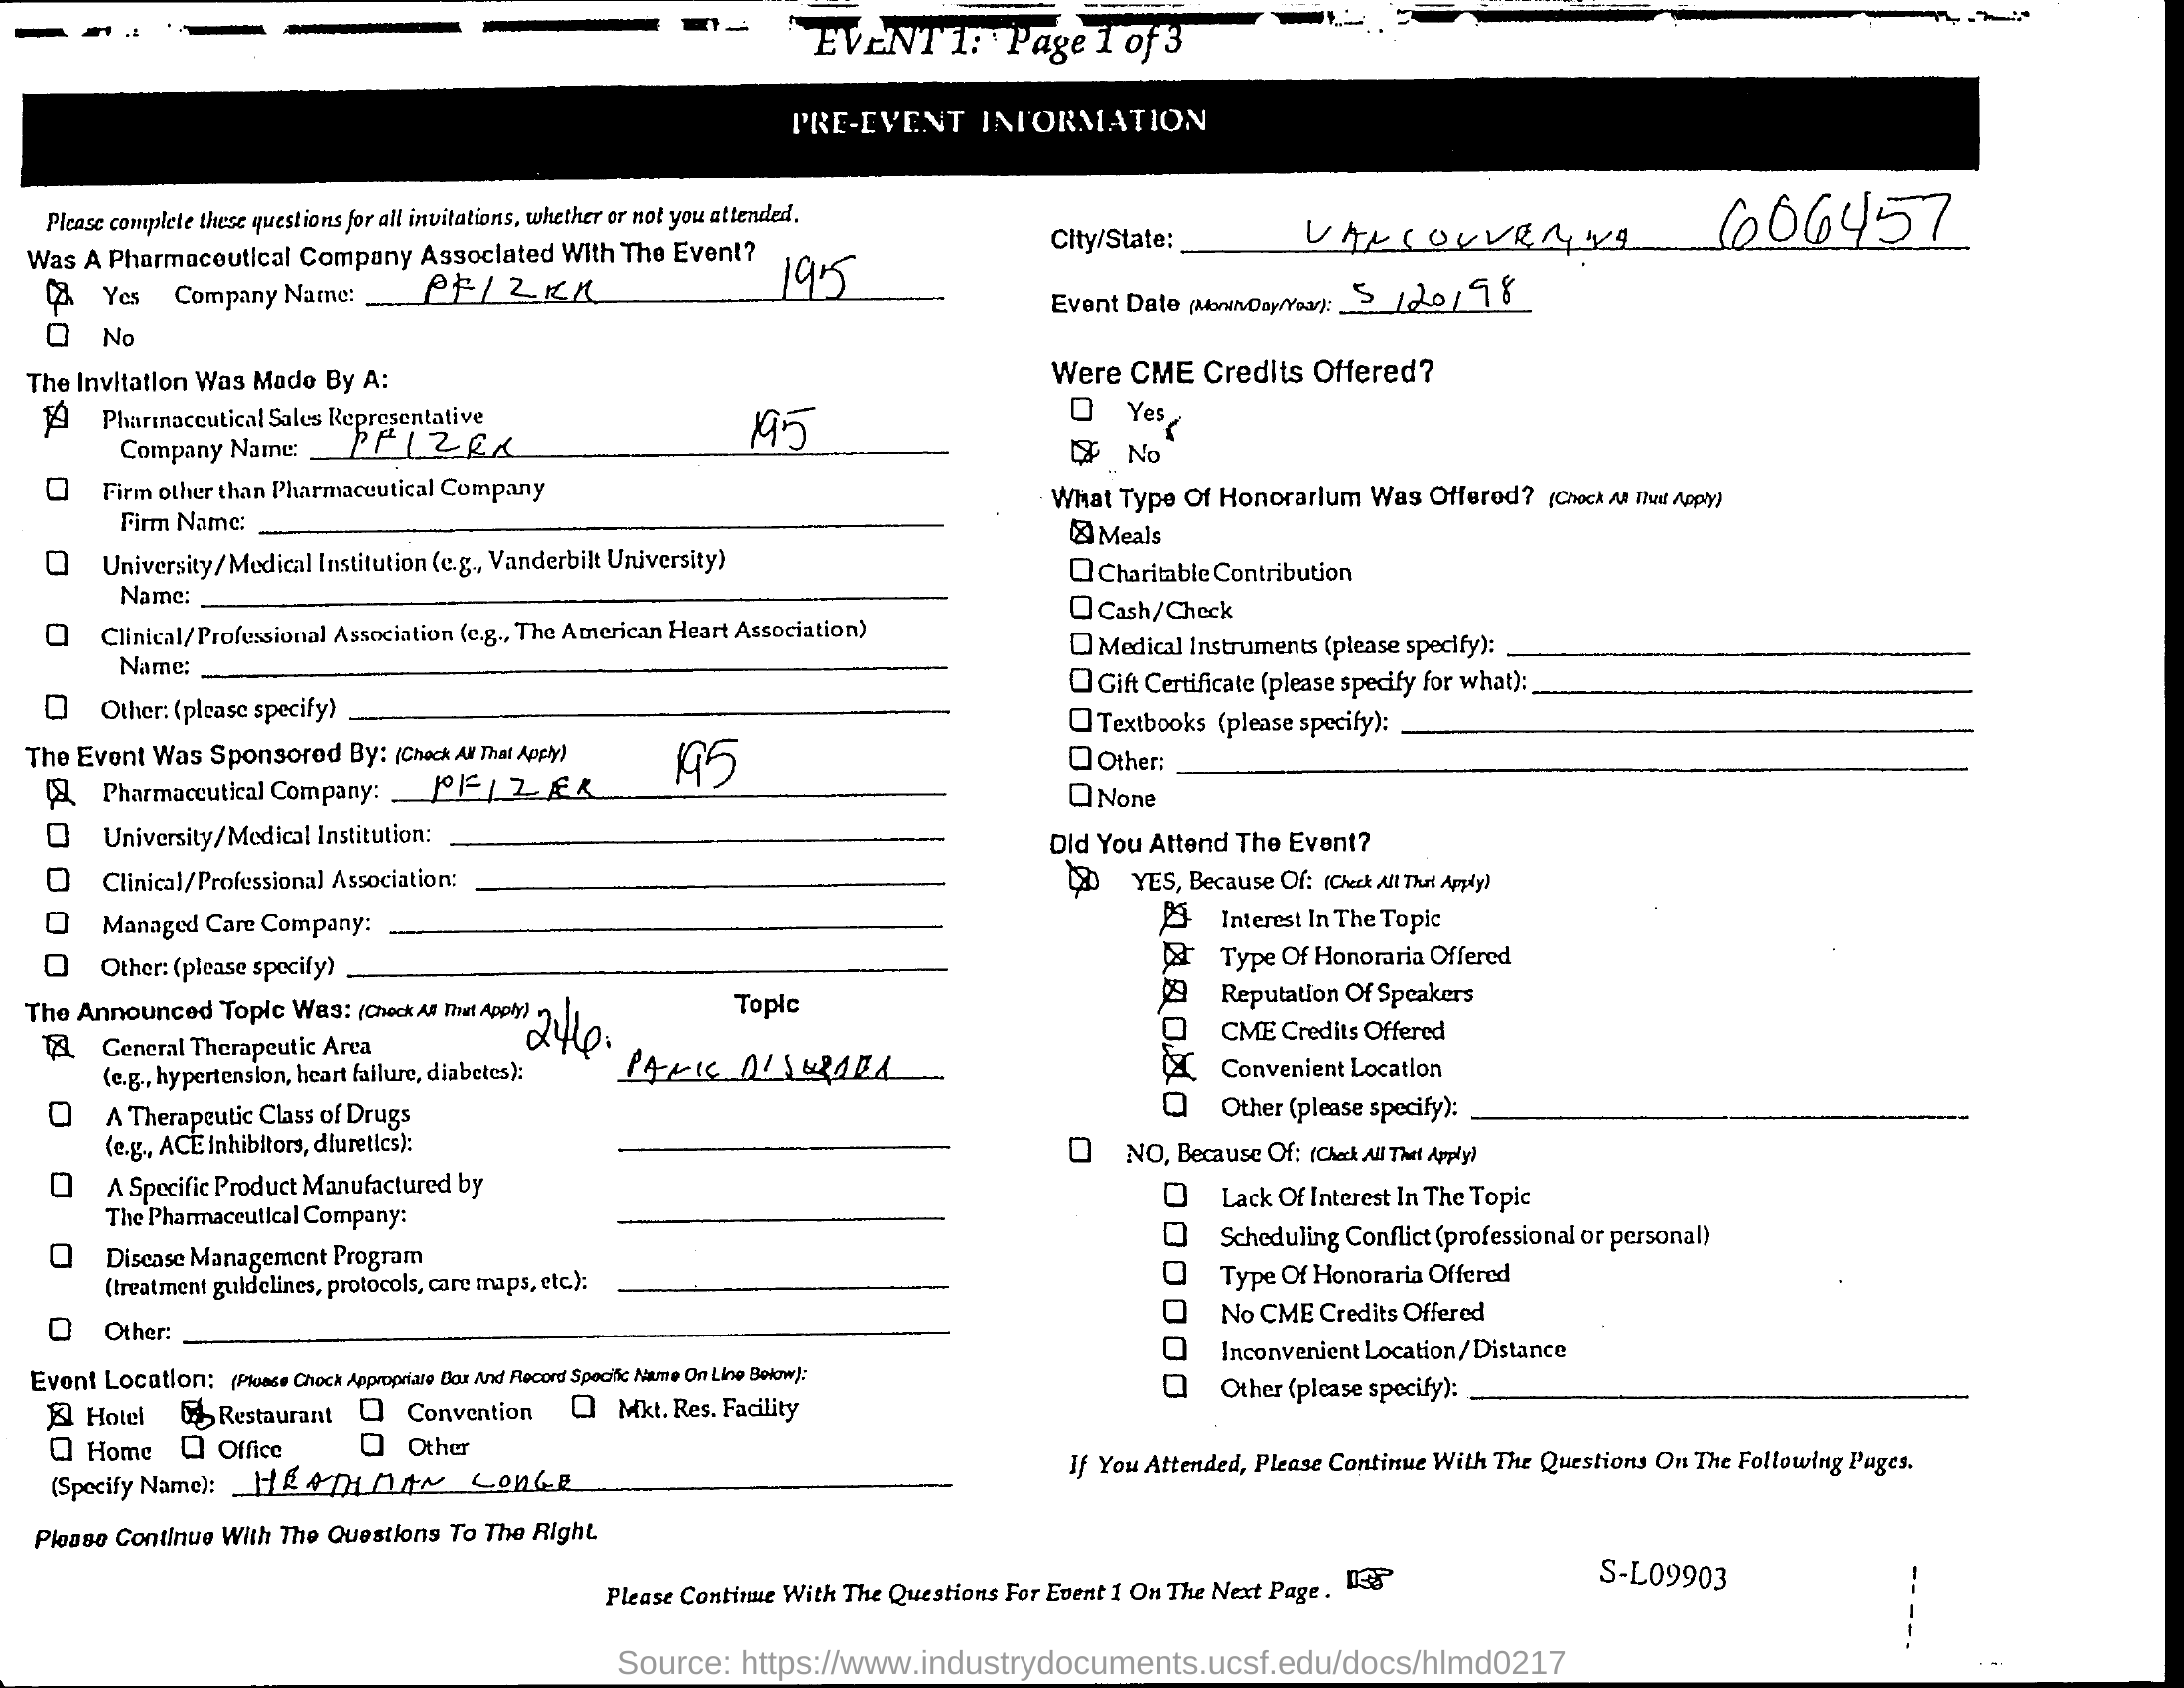 EVENT 1: Page 1 of 3
PRE-EVENT INFORMATION
Please complete these questions for all invitations, whether or not you attended.
Was A Pharmaceutical Company Associated With The Event?
Yes Company Name: PFIZER 195
No
The Invitation Was Made By A:
Pharmaceutical Sales Representative
Company Name: PFIZER 195
Firm other than Pharmaceutical Company
Firm Name:
University/Medical Institution (e.g., Vanderbilt University)
Name:
Clinical/Professional Association (e.g., The American Heart Association)
Name:
Other: (please specify)
The Event Was Sponsored By: (Check All That Apply)
Pharmaceutical Company: PFIZER 195
University/Medical Institution:
Clinical/Professional Association:
Managed Care Company:
Other: (please specify)
The Announced Topic Was: (Check All That Apply) Topic
General Therapeutic Area 246.
(e.g., hypertension, heart failure, diabetes): PANIC DISORDER
A Therapeutic Class of Drugs
(e.g., ACE inhibitors, diuretics):
A Specific Product Manufactured by
The Pharmaceutical Company:
Disease Management Program
(treatment guidelines, protocols, care maps, etc.):
Other:
Event Location: (Please Check Appropriate Box And Record Specific Name On Line Below):
Hotel Restaurant Convention Mkt. Res. Facility
Home Office Other
(Specify Name): HEATHMAN LODGE
Please Continue With The Questions To The Right.
City/State: VANCOUVER, WA 606457
Event Date (Month/Day/Year): 5/20/98
Were CME Credits Offered?
Yes
No
What Type Of Honorarium Was Offered? (Check All That Apply)
Meals
Charitable Contribution
Cash/Check
Medical Instruments (please specify):
Gift Certificate (please specify for what):
Textbooks (please specify):
Other:
None
Did You Attend The Event?
YES, Because Of: (Check All That Apply)
Interest In The Topic
Type Of Honoraria Offered
Reputation Of Speakers
CME Credits Offered
Convenient Location
Other (please specify):
NO, Because Of: (Check All That Apply)
Lack Of Interest In The Topic
Scheduling Conflict (professional or personal)
Type Of Honoraria Offered
No CME Credits Offered
Inconvenient Location/Distance
Other (please specify):
If You Attended, Please Continue With The Questions On The Following Pages.
Please Continue With The Questions For Event 1 On The Next Page.
S-L09903
Source: https://www.industrydocuments.ucsf.edu/docs/hlmd0217